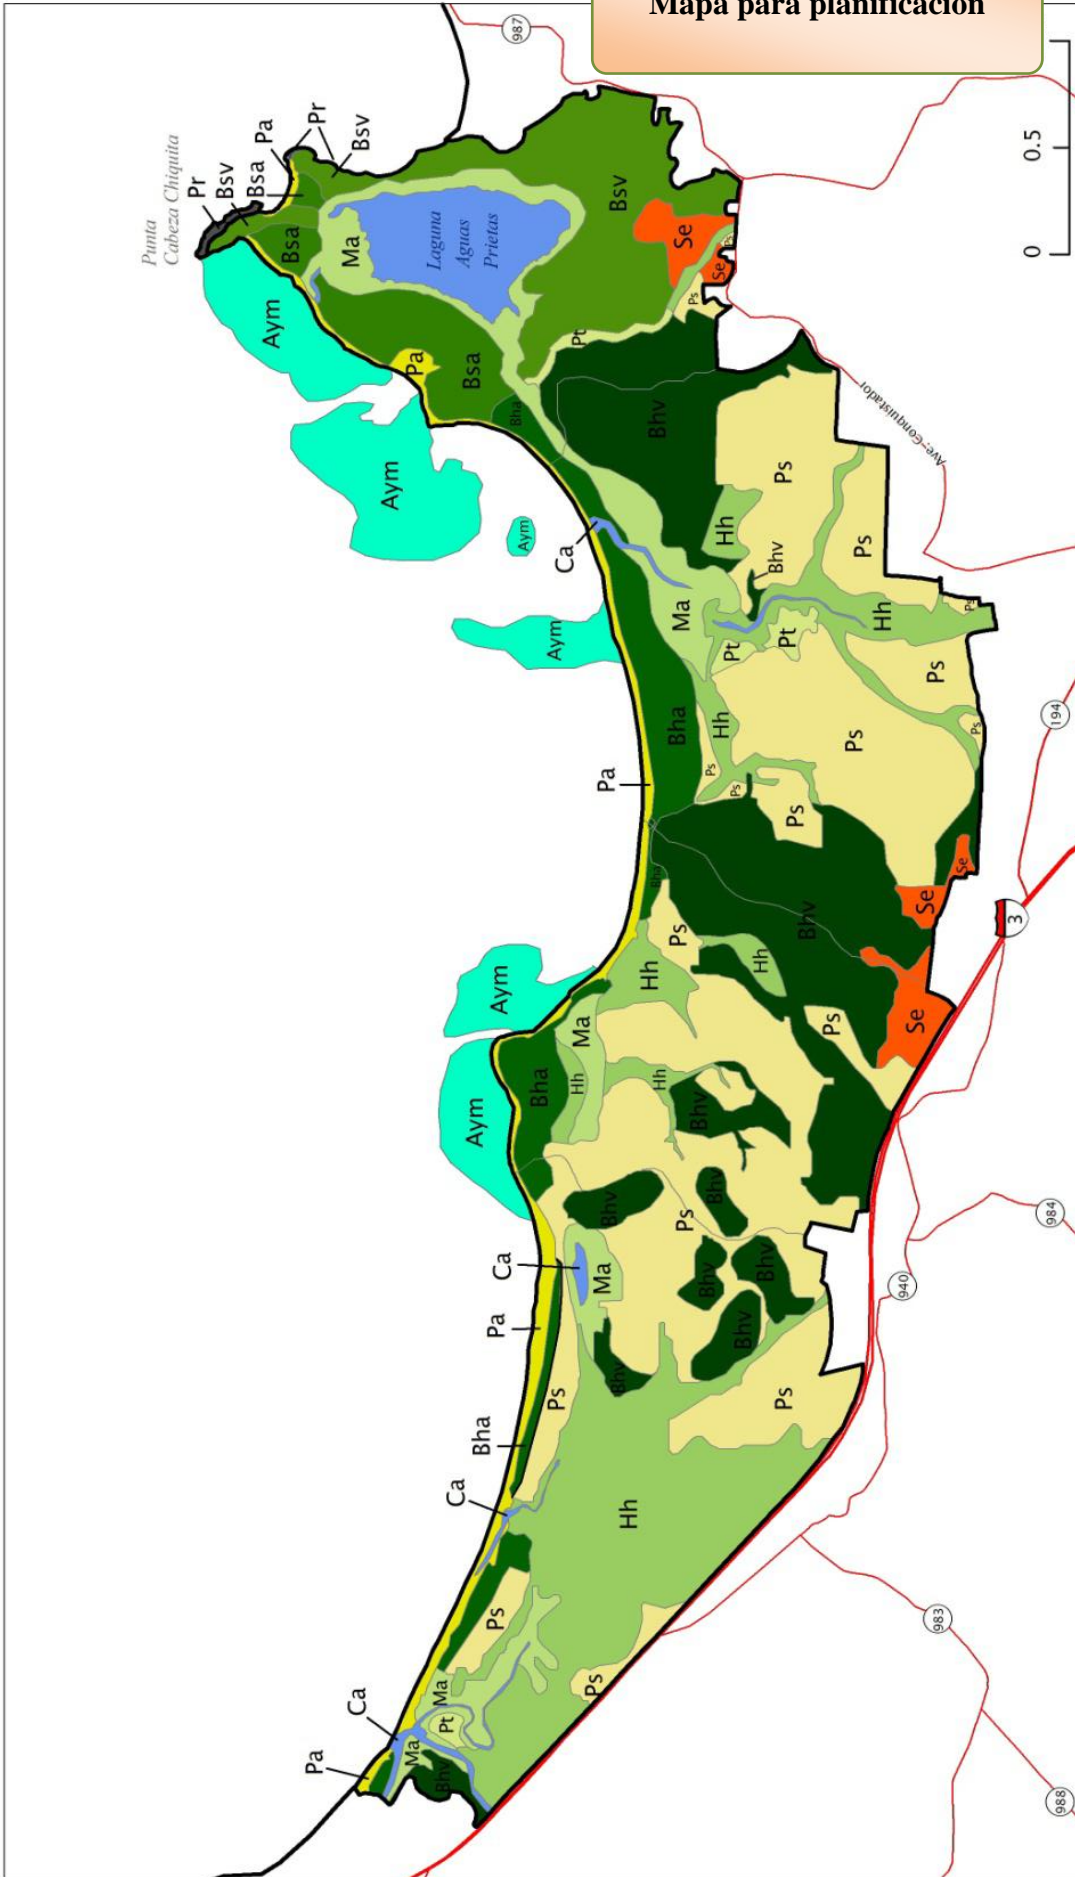 Mapa para planificación
987
Punta
Cabeza Chiquita
Pr
Bsv
Bsa
Pa
Pr
Bsv
Bsa
Ma
Laguna
Aguas
Prietas
Bsv
Se
Se
Ps
Ps
0
0.5
Aym
Pa
Bsa
Pt
Bha
Bhv
Ave. Conquistador
Aym
Aym
Ca
Hh
Ps
Ps
Bhv
Aym
Ma
Pt
Pt
Hh
Ps
Ps
Pa
Bha
Hh
Ps
Ps
Ps
Ps
Ps
194
Bha
Bhv
Se
Se
3
Aym
Hh
Ps
Hh
Ps
Se
Aym
Bha
Ma
Hh
Hh
Bhv
Ca
Bhv
Bhv
Ps
984
Pa
Ma
Bhv
Bhv
940
Bhv
Bhv
Bha
Ps
Ps
Ca
Hh
Ps
983
Pa
Ca
Ma
Pt
Ma
Bhv
Ps
988